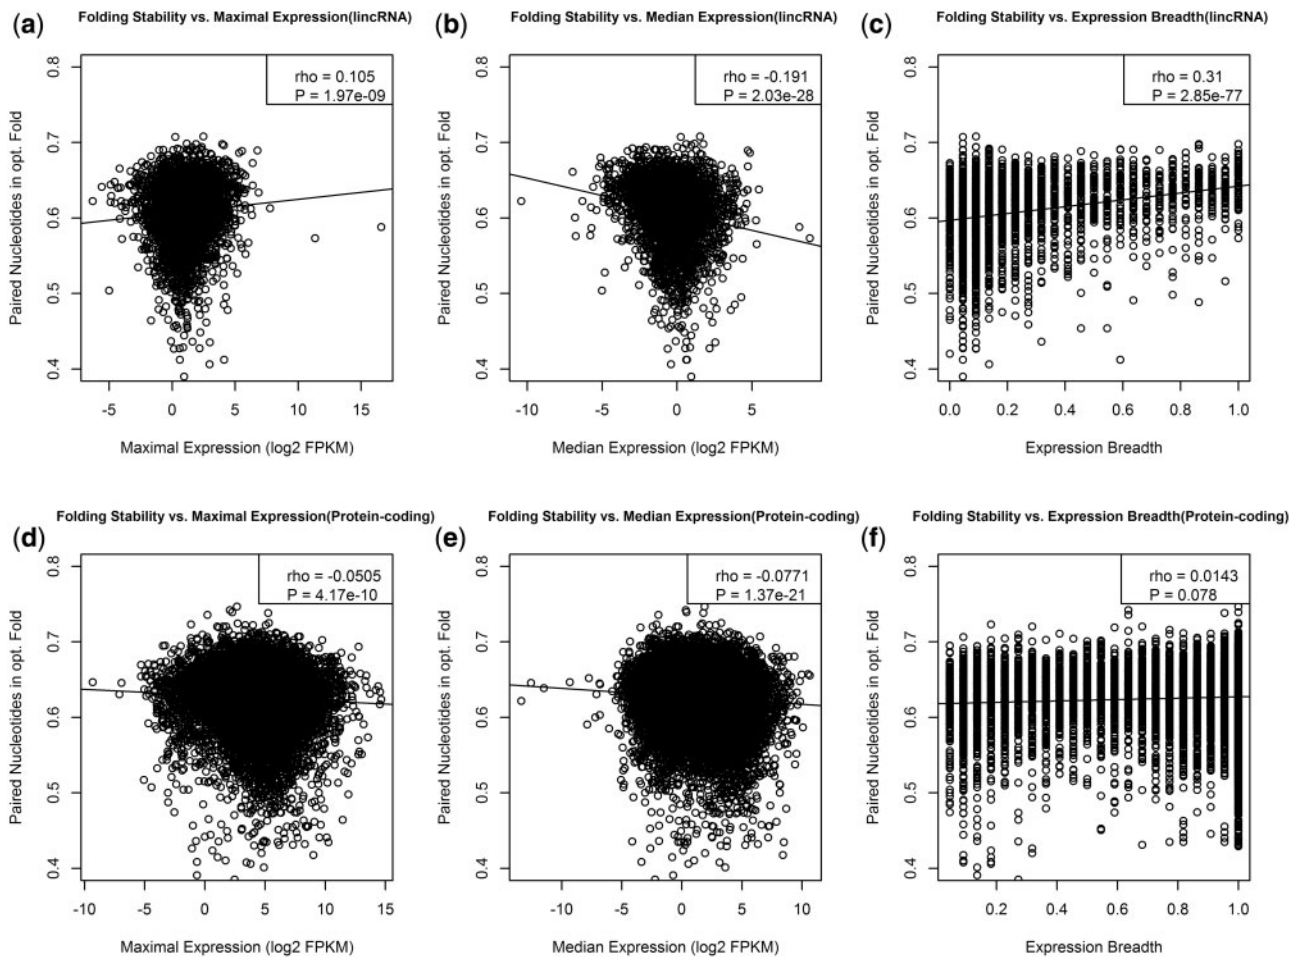 Folding Stability vs. Maximal Expression(lincRNA)
(a)
rho = 0.105
P = 1.97e-09
0.8
0.7
0.6
0.5
0.4
Paired Nucleotides in opt. Fold
-5
0
5
10
15
Maximal Expression (log2 FPKM)
Folding Stability vs. Median Expression(lincRNA)
(b)
rho = -0.191
P = 2.03e-28
0.8
0.7
0.6
0.5
0.4
Paired Nucleotides in opt. Fold
-10
-5
0
5
Median Expression (log2 FPKM)
Folding Stability vs. Expression Breadth(lincRNA)
(c)
rho = 0.31
P = 2.85e-77
0.8
0.7
0.6
0.5
0.4
Paired Nucleotides in opt. Fold
0.0
0.2
0.4
0.6
0.8
1.0
Expression Breadth
Folding Stability vs. Maximal Expression(Protein-coding)
(d)
rho = -0.0505
P = 4.17e-10
0.8
0.7
0.6
0.5
0.4
Paired Nucleotides in opt. Fold
-10
-5
0
5
10
15
Maximal Expression (log2 FPKM)
Folding Stability vs. Median Expression(Protein-coding)
(e)
rho = -0.0771
P = 1.37e-21
0.8
0.7
0.6
0.5
0.4
Paired Nucleotides in opt. Fold
-10
-5
0
5
10
Median Expression (log2 FPKM)
Folding Stability vs. Expression Breadth(Protein-coding)
(f)
rho = 0.0143
P = 0.078
0.8
0.7
0.6
0.5
0.4
Paired Nucleotides in opt. Fold
0.2
0.4
0.6
0.8
1.0
Expression Breadth